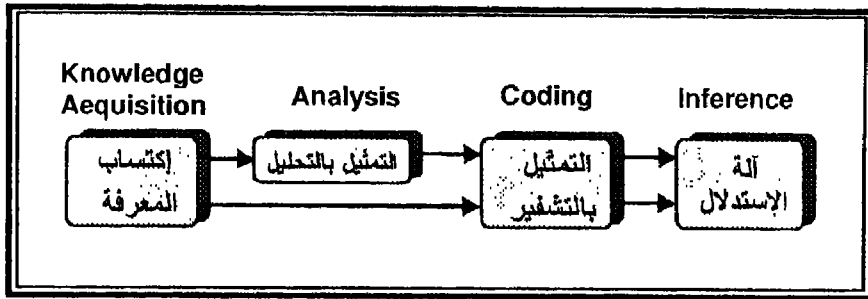 Knowledge
Aequisition
Analysis
Coding
Inference
إكتساب
المعرفة
التمثيل بالتحليل
التمثيل
بالتشفير
آلة
الإستدلال